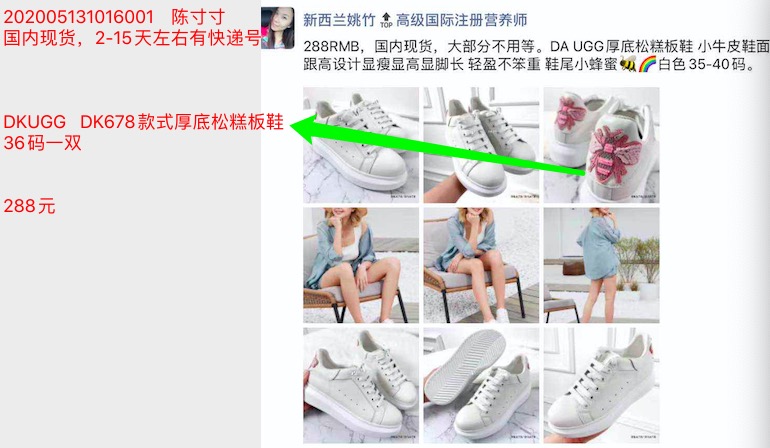 202005131016001 陈寸寸
国内现货，2-15天左右有快递号
DKUGG DK678款式厚底松糕板鞋
36码一双
288元
新西兰姚竹🔝高级国际注册营养师
288RMB，国内现货，大部分不用等。DA UGG厚底松糕板鞋 小牛皮鞋面
跟高设计显瘦显高显脚长 轻盈不笨重 鞋尾小蜂蜜🐝🌈白色35-40码。